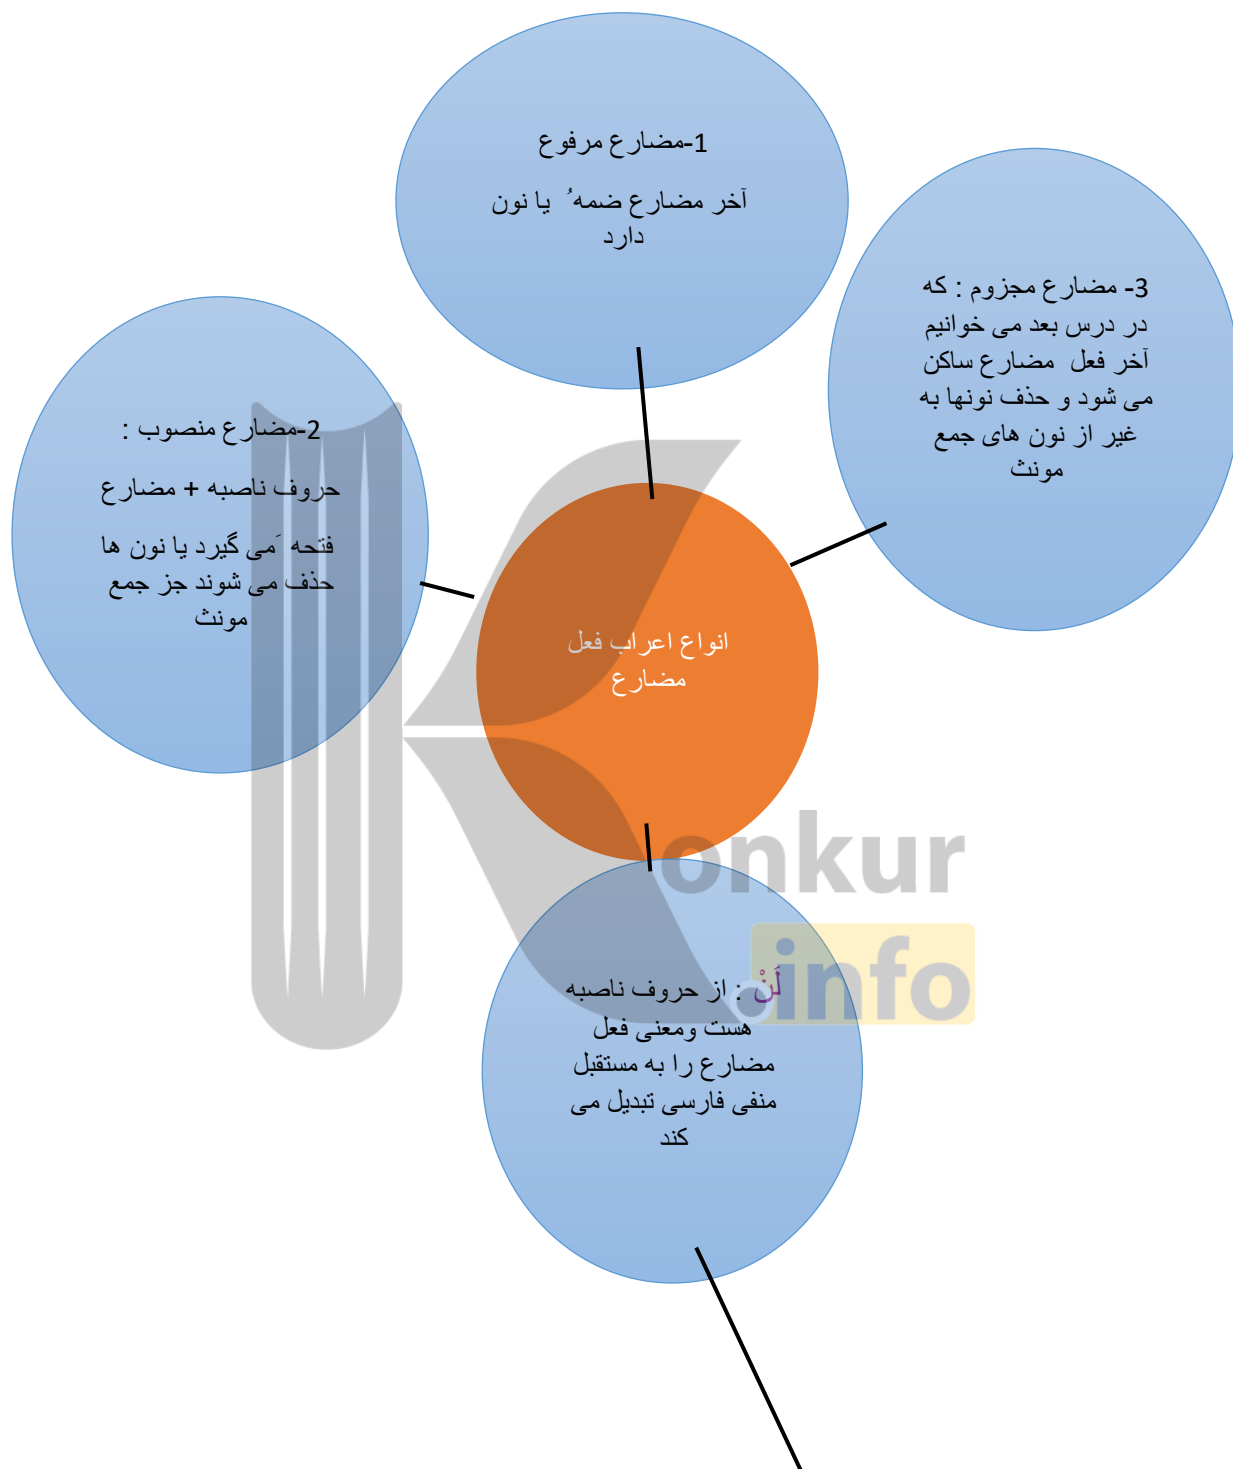 1-مضارع مرفوع
آخر مضارع ضمه ُ یا نون
دارد
3- مضارع مجزوم : که
در درس بعد می خوانیم
آخر فعل مضارع ساکن
می شود و حذف نونها به
غیر از نون های جمع
مونث
2-مضارع منصوب :
حروف ناصبه + مضارع
فتحه َمی گیرد یا نون ها
حذف می شوند جز جمع
مونث
انواع اعراب فعل
مضارع
لَنْ : از حروف ناصبه
هست ومعنی فعل
مضارع را به مستقبل
منفی فارسی تبدیل می
کند
Konkur
.info